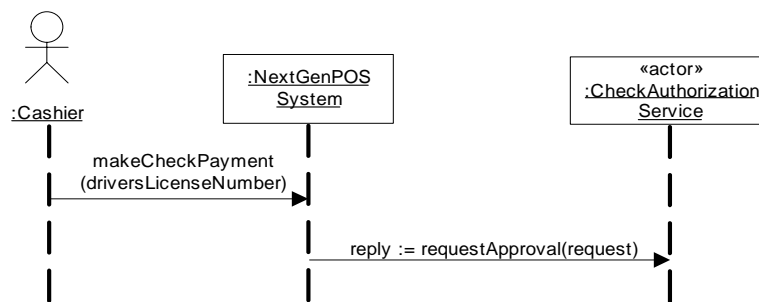 :NextGenPOS
System
«actor»
:CheckAuthorization
Service
:Cashier
makeCheckPayment
(driversLicenseNumber)
reply := requestApproval(request)